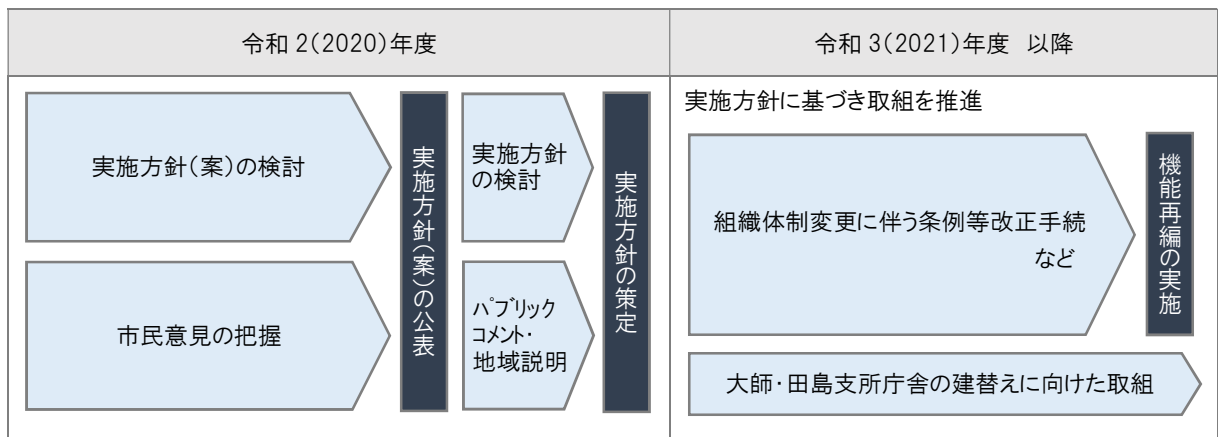 令和2(2020)年度
令和3(2021)年度 以降
実施方針(案)の検討
市民意見の把握
実施方針(案)の公表
実施方針
の検討
パブリック
コメント・
地域説明
実施方針の策定
実施方針に基づき取組を推進
組織体制変更に伴う条例等改正手続
など
機能再編の実施
大師・田島支所庁舎の建替えに向けた取組